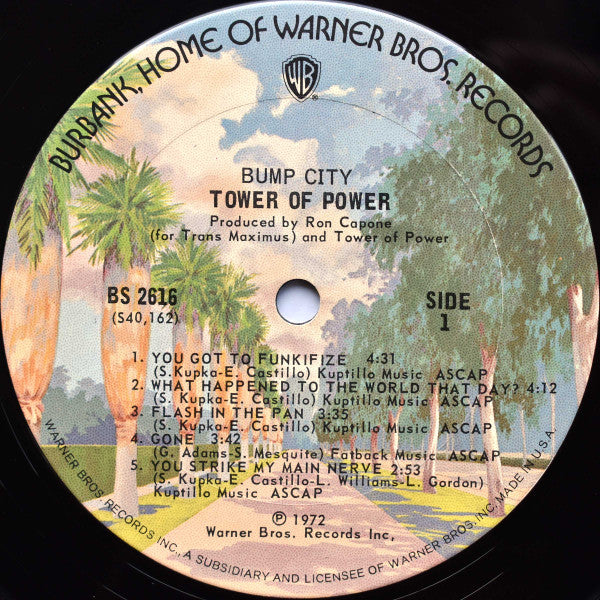 BURBANK, HOME OF WARNER BROS. RECORDS
WB
®
BUMP CITY
TOWER OF POWER
Produced by Ron Capone
(for Trans Maximus) and Tower of Power
BS 2616
(S40,162)
SIDE
1
1. YOU GOT TO FUNKIFIZE 4:31
(S. Kupka-E. Castillo) Kuptillo Music ASCAP
2. WHAT HAPPENED TO THE WORLD THAT DAY? 4:12
(S. Kupka-E. Castillo) Kuptillo Music ASCAP
3. FLASH IN THE PAN 3:35
(S. Kupka-E. Castillo) Kuptillo Music ASCAP
4. GONE 3:42
(G. Adams-S. Mesquite) Fatback Music ASCAP
5. YOU STRIKE MY MAIN NERVE 2:53
(S. Kupka-E. Castillo-L. Williams-L. Gordon)
Kuptillo Music ASCAP
℗ 1972
Warner Bros. Records Inc,
WARNER BROS. RECORDS INC., A SUBSIDIARY AND LICENSEE OF WARNER BROS. INC. MADE IN U.S.A.